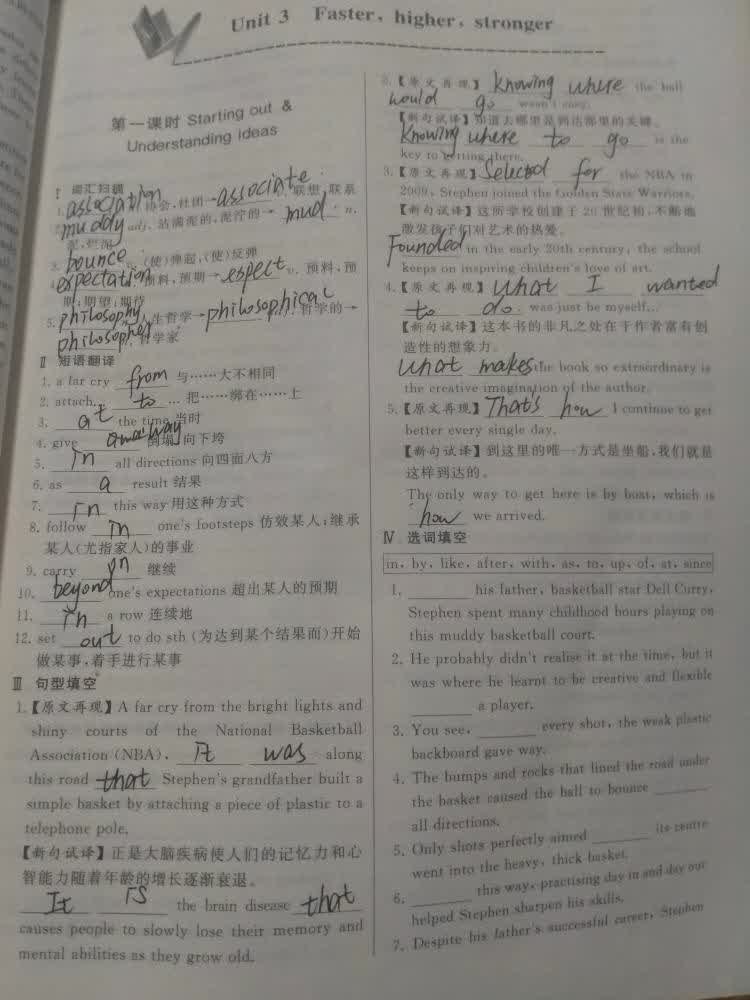 Unit 3 Faster, higher, stronger
第一课时 Starting out &
Understanding ideas
Ⅰ 词汇扫描
1. association 协会,社团→associate v. 联想,联系
2. muddy adj. 沾满泥的,泥泞的→ mud n.
泥,烂泥
3. bounce v. (使)弹起,(使)反弹
4. expectation 预料,预期→espect v. 预料,预
期;期望;期待
5. philosophy 人生哲学→philosophical 哲学的→
philosopher 哲学家
Ⅱ 短语翻译
1. a far cry from 与……大不相同
2. attach... to ... 把……绑在……上
3. at the time 当时
4. give away 倒塌,向下垮
5. in all directions 向四面八方
6. as a result 结果
7. in this way 用这种方式
8. follow in one's footsteps 仿效某人;继承
某人(尤指家人)的事业
9. carry on 继续
10. beyond one's expectations 超出某人的预期
11. in a row 连续地
12. set out to do sth (为达到某个结果而)开始
做某事,着手进行某事
Ⅲ 句型填空
1.【原文再现】A far cry from the bright lights and
shiny courts of the National Basketball
Association (NBA), It was along
this road that Stephen's grandfather built a
simple basket by attaching a piece of plastic to a
telephone pole.
【新句试译】正是大脑疾病使人们的记忆力和心
智能力随着年龄的增长逐渐衰退。
It is the brain disease that
causes people to slowly lose their memory and
mental abilities as they grow old.
2.【原文再现】Knowing where the ball
would go wasn't easy.
【新句试译】知道去哪里是到达那里的关键。
Knowing where to go is the
key to getting there.
3.【原文再现】Selected for the NBA in
2009, Stephen joined the Golden State Warriors.
【新句试译】这所学校创建于20世纪初,不断地
激发孩子们对艺术的热爱。
Founded in the early 20th century, the school
keeps on inspiring children's love of art.
4.【原文再现】What I wanted
to do was just be myself...
【新句试译】这本书的非凡之处在于作者富有创
造性的想象力。
What makes the book so extraordinary is
the creative imagination of the author.
5.【原文再现】That's how I continue to get
better every single day.
【新句试译】到这里的唯一方式是坐船,我们就是
这样到达的。
The only way to get here is by boat, which is
how we arrived.
Ⅳ 选词填空
in, by, like, after, with, as, to, up, of, at, since
1. his father, basketball star Dell Curry,
Stephen spent many childhood hours playing on
this muddy basketball court.
2. He probably didn't realise it at the time, but it
was where he learnt to be creative and flexible
a player.
3. You see, every shot, the weak plastic
backboard gave way.
4. The bumps and rocks that lined the road under
the basket caused the ball to bounce
all directions.
5. Only shots perfectly aimed its centre
went into the heavy, thick basket.
6. this way, practising day in and day out
helped Stephen sharpen his skills.
7. Despite his father's successful career, Stephen